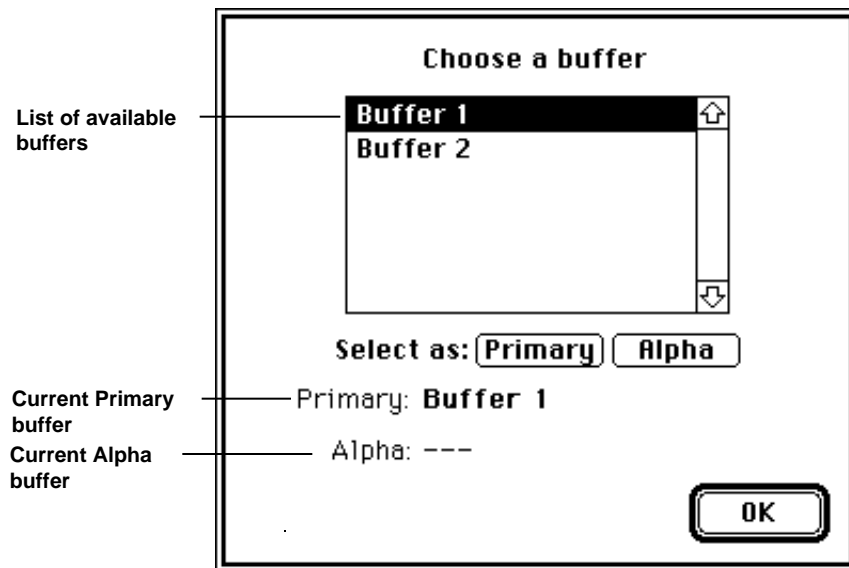 Choose a buffer
List of available
buffers
Buffer 1
Buffer 2
Select as: Primary Alpha
Current Primary
buffer
Primary: Buffer 1
Current Alpha
buffer
Alpha: ---
OK